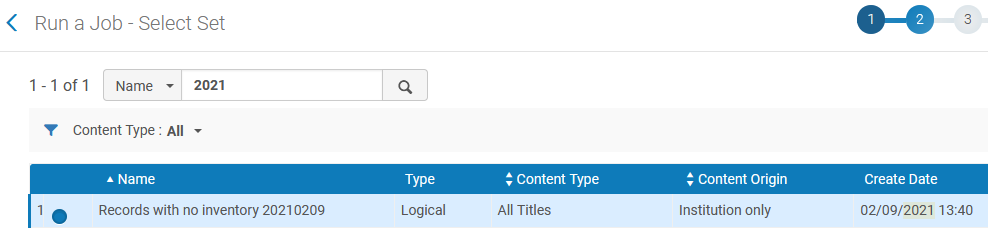 Run a Job - Select Set
1 2 3
1 - 1 of 1 Name 2021
Content Type : All
Name Type Content Type Content Origin Create Date
1 Records with no inventory 20210209 Logical All Titles Institution only 02/09/2021 13:40